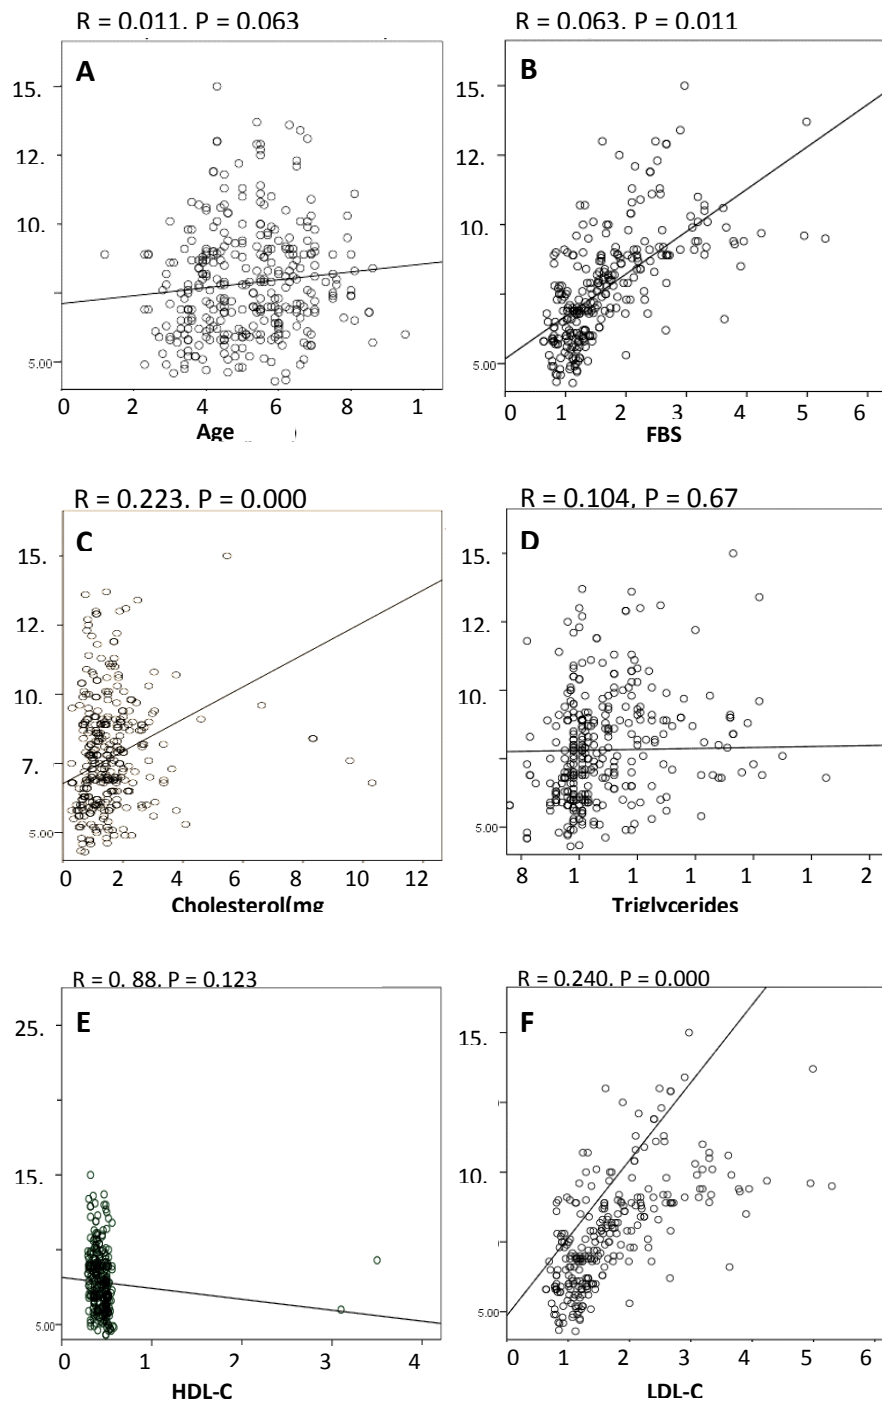 R = 0.011. P = 0.063
A
15.
12.
10.
5.00
0 2 4 6 8 1
Age
R = 0.063. P = 0.011
B
15.
12.
10.
5.00
0 1 2 3 4 5 6
FBS
R = 0.223. P = 0.000
C
15.
12.
10.
7.
5.00
0 2 4 6 8 10 12
Cholesterol(mg
R = 0.104, P = 0.67
D
15.
12.
10.
5.00
8 1 1 1 1 1 2
Triglycerides
R = 0. 88. P = 0.123
E
25.
15.
5.00
0 1 2 3 4
HDL-C
R = 0.240. P = 0.000
F
15.
10.
7.
5.00
0 1 2 3 4 5 6
LDL-C